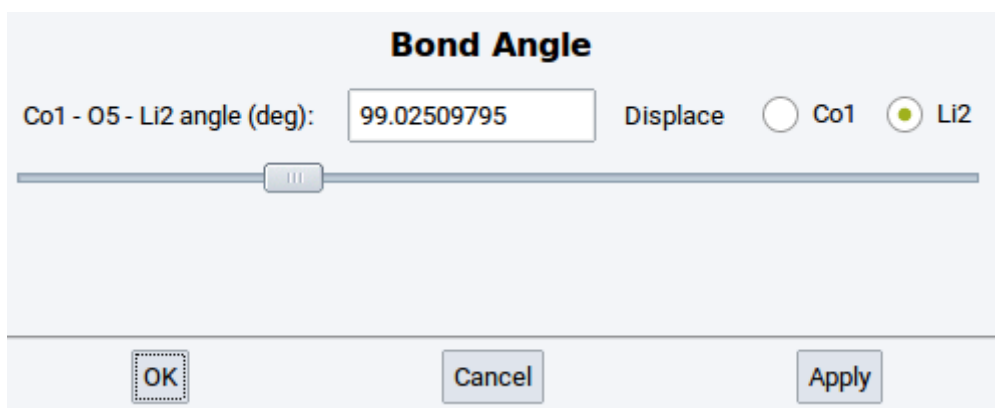 Bond Angle
Co1 - O5 - Li2 angle (deg): 99.02509795 Displace Co1 Li2
OK Cancel Apply